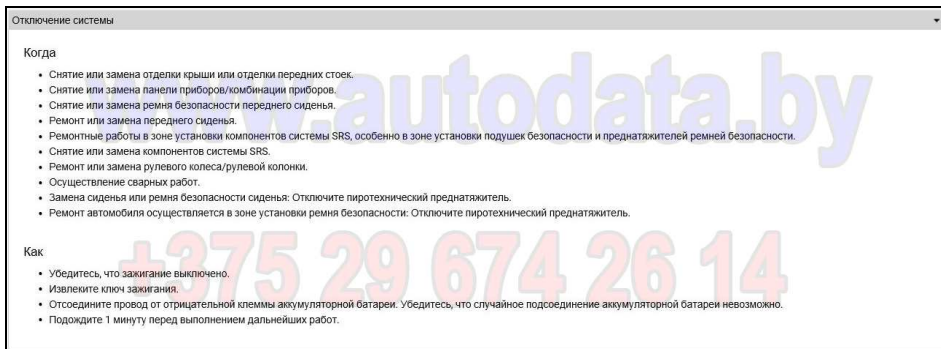 Отключение системы
Когда
• Снятие или замена отделки крыши или отделки передних стоек.
• Снятие или замена панели приборов/комбинации приборов.
• Снятие или замена ремня безопасности переднего сиденья.
• Ремонт или замена переднего сиденья.
• Ремонтные работы в зоне установки компонентов системы SRS, особенно в зоне установки подушек безопасности и преднатяжителей ремней безопасности.
• Снятие или замена компонентов системы SRS.
• Ремонт или замена рулевого колеса/рулевой колонки.
• Осуществление сварных работ.
• Замена сиденья или ремня безопасности сиденья: Отключите пиротехнический преднатяжитель.
• Ремонт автомобиля осуществляется в зоне установки ремня безопасности: Отключите пиротехнический преднатяжитель.
Как
• Убедитесь, что зажигание выключено.
• Извлеките ключ зажигания.
• Отсоедините провод от отрицательной клеммы аккумуляторной батареи. Убедитесь, что случайное подсоединение аккумуляторной батареи невозможно.
• Подождите 1 минуту перед выполнением дальнейших работ.
www.autodata.by
+375 29 674 26 14